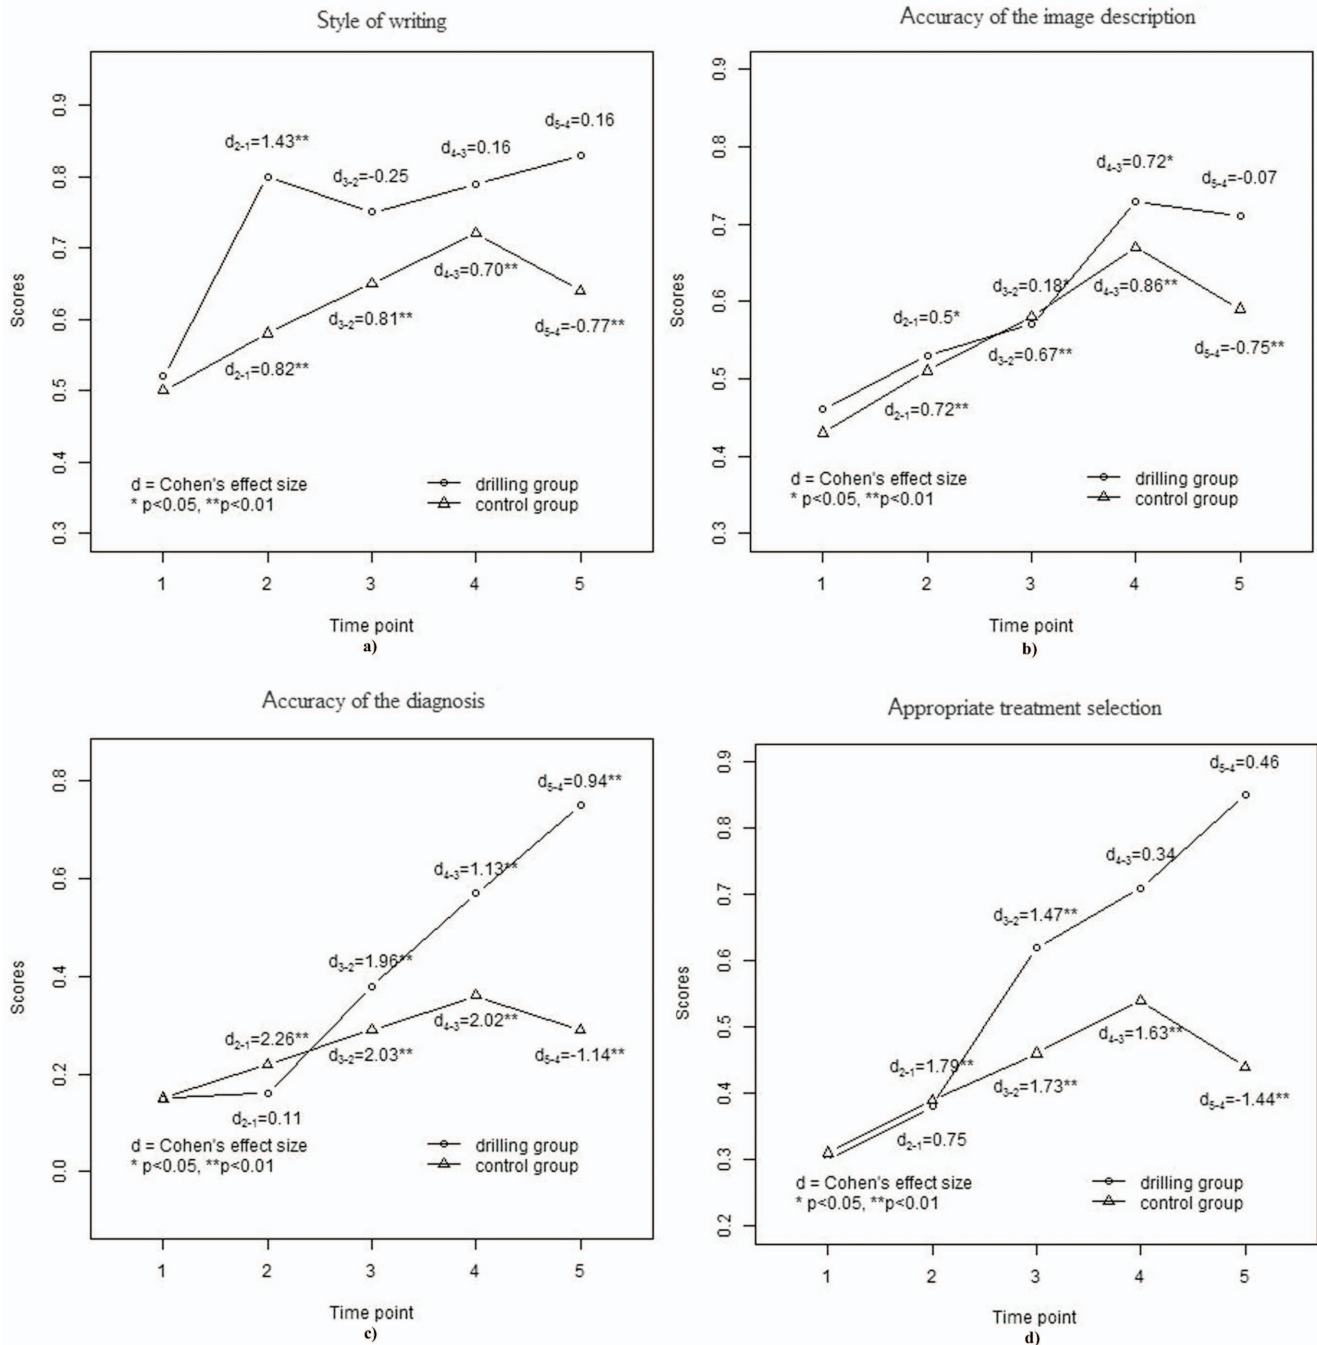 Style of writing
Scores
0.9
0.8
0.7
0.6
0.5
0.4
0.3
d2-1=1.43**
d3-2=-0.25
d4-3=0.16
d5-4=0.16
d2-1=0.82**
d3-2=0.81**
d4-3=0.70**
d5-4=-0.77**
d = Cohen's effect size
* p<0.05, **p<0.01
drilling group
control group
1 2 3 4 5
Time point
a)
Accuracy of the image description
Scores
0.9
0.8
0.7
0.6
0.5
0.4
0.3
d2-1=0.5*
d3-2=0.18*
d4-3=0.72*
d5-4=-0.07
d2-1=0.72**
d3-2=0.67**
d4-3=0.86**
d5-4=-0.75**
d = Cohen's effect size
* p<0.05, **p<0.01
drilling group
control group
1 2 3 4 5
Time point
b)
Accuracy of the diagnosis
Scores
0.8
0.6
0.4
0.2
0.0
d5-4=0.94**
d4-3=1.13**
d3-2=1.96**
d2-1=2.26**
d4-3=2.02**
d3-2=2.03**
d5-4=-1.14**
d2-1=0.11
d = Cohen's effect size
* p<0.05, **p<0.01
drilling group
control group
1 2 3 4 5
Time point
c)
Appropriate treatment selection
Scores
0.9
0.8
0.7
0.6
0.5
0.4
0.3
0.2
d5-4=0.46
d4-3=0.34
d3-2=1.47**
d4-3=1.63**
d2-1=1.79**
d3-2=1.73**
d5-4=-1.44**
d2-1=0.75
d = Cohen's effect size
* p<0.05, **p<0.01
drilling group
control group
1 2 3 4 5
Time point
d)